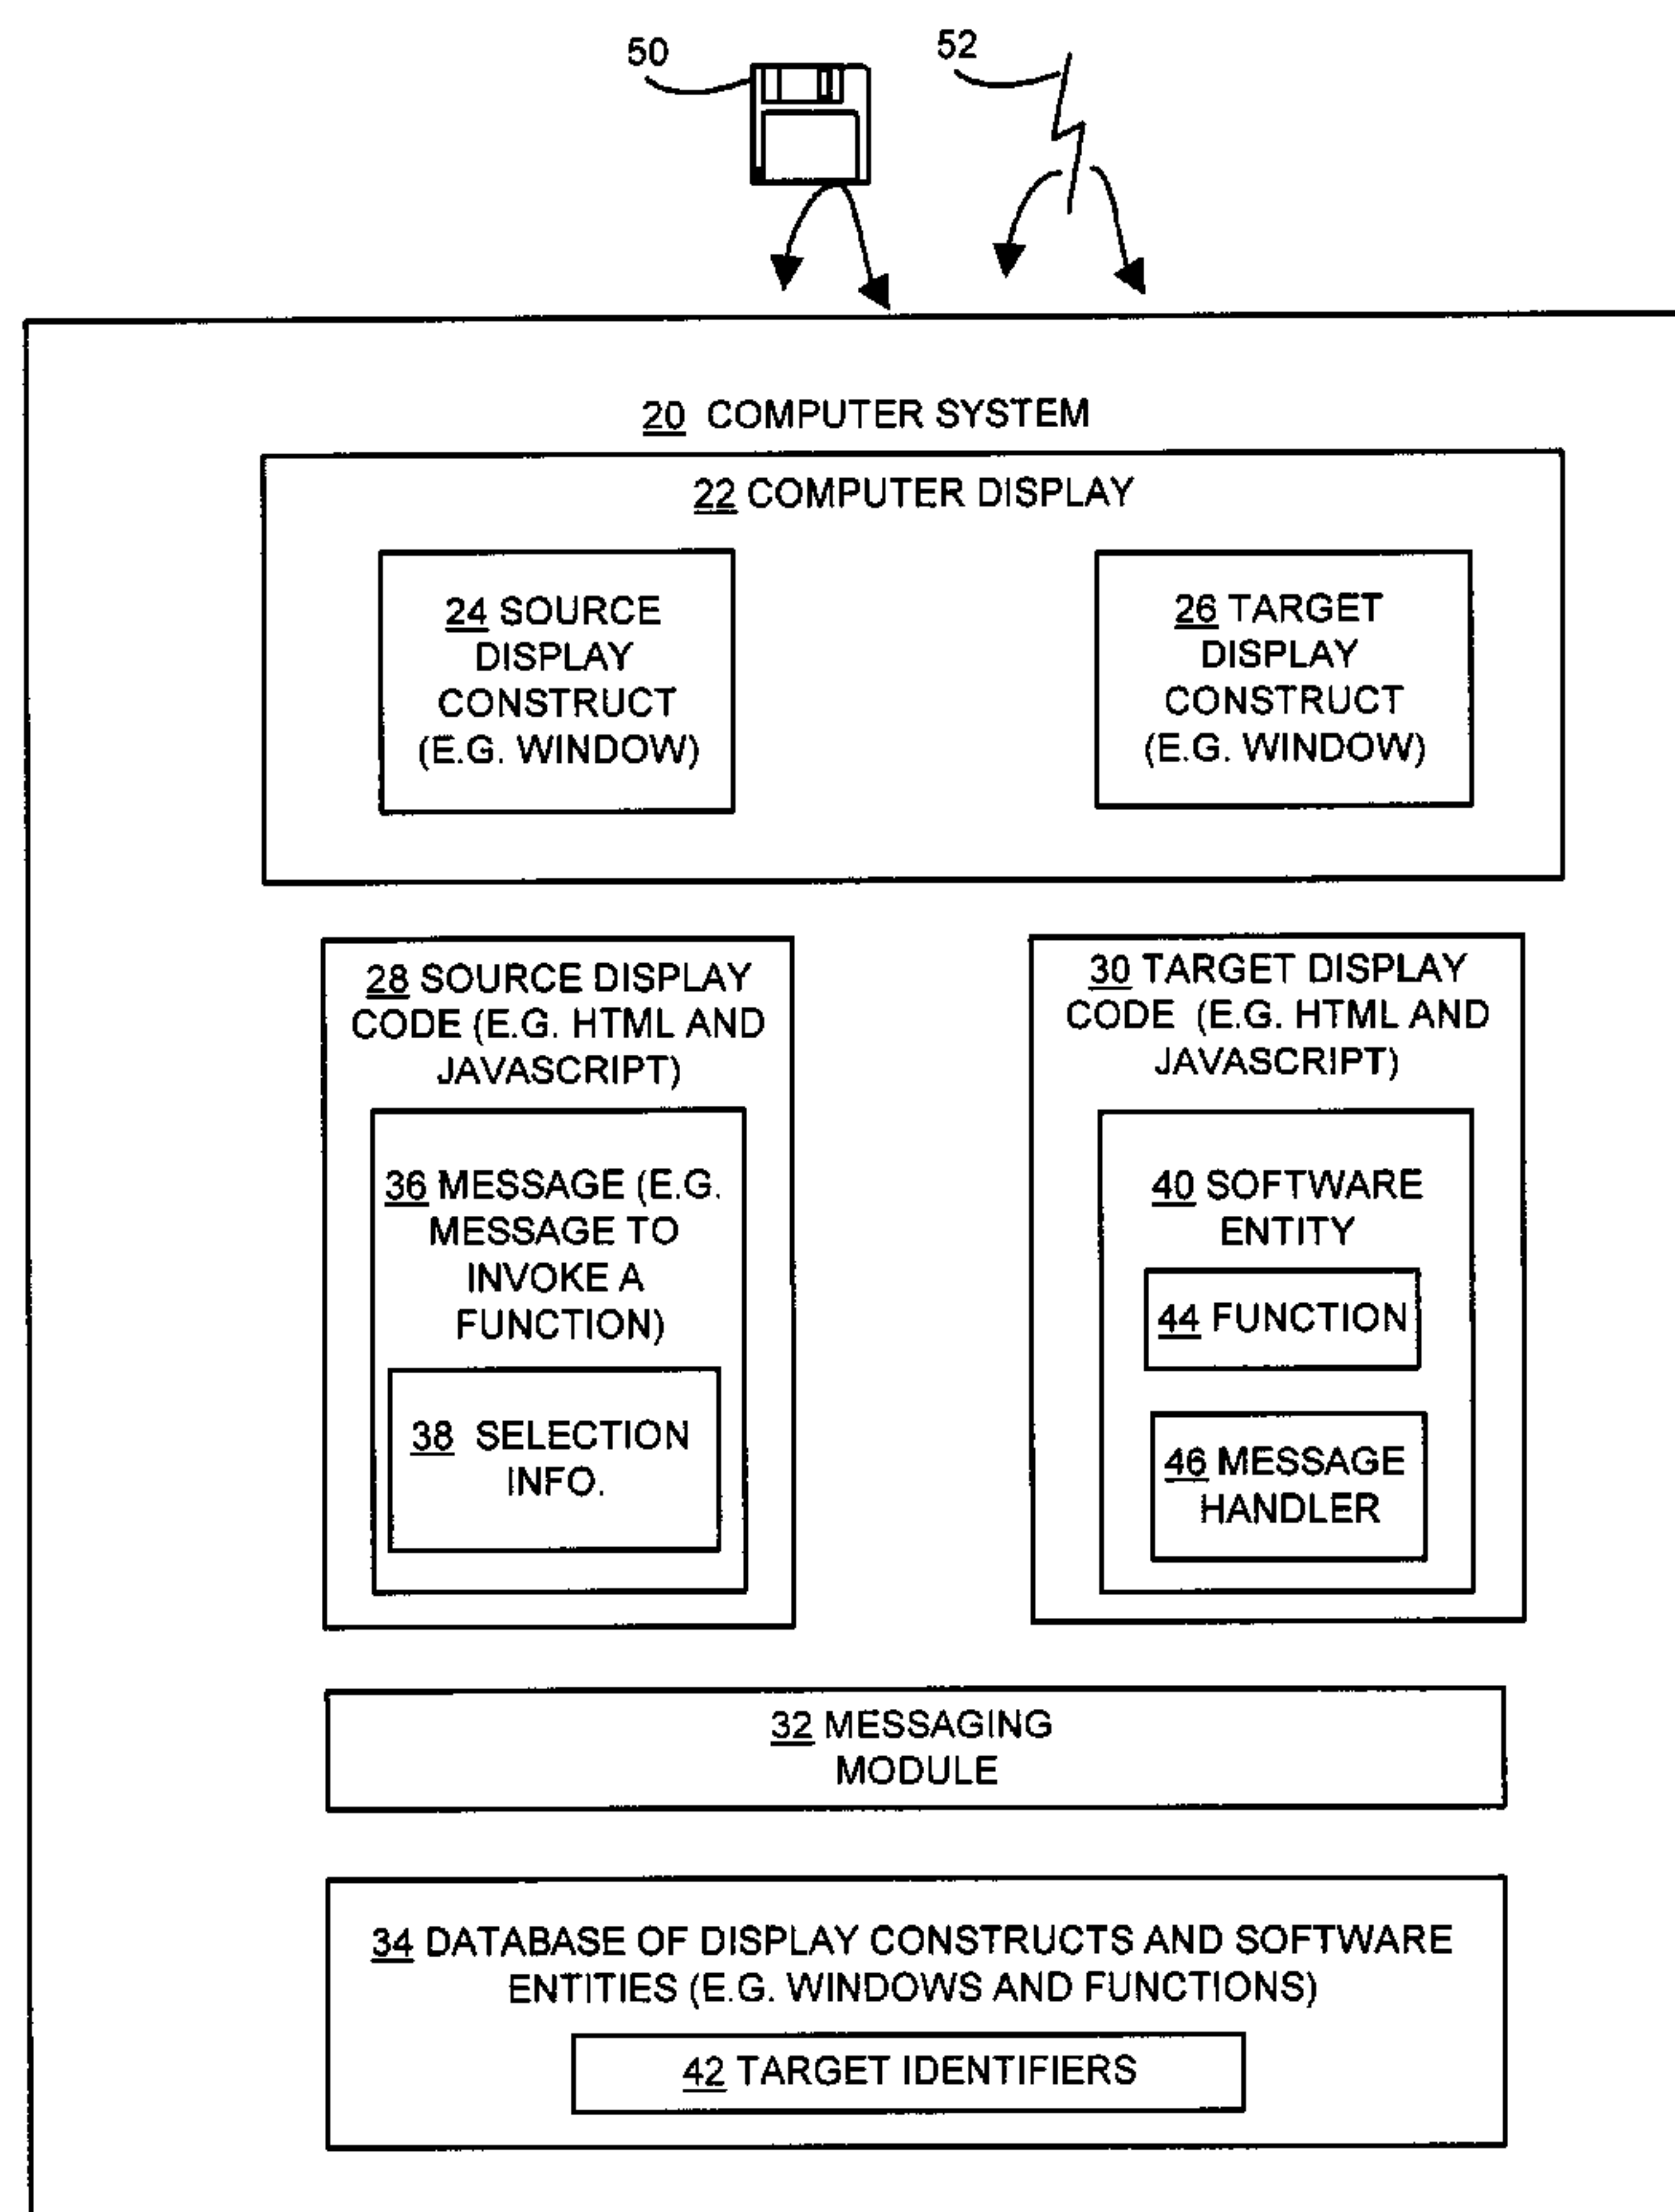 50
52
20 COMPUTER SYSTEM
22 COMPUTER DISPLAY
24 SOURCE
DISPLAY
CONSTRUCT
(E.G. WINDOW)
26 TARGET
DISPLAY
CONSTRUCT
(E.G. WINDOW)
28 SOURCE DISPLAY
CODE (E.G. HTML AND
JAVASCRIPT)
36 MESSAGE (E.G.
MESSAGE TO
INVOKE A
FUNCTION)
38 SELECTION
INFO.
30 TARGET DISPLAY
CODE (E.G. HTML AND
JAVASCRIPT)
40 SOFTWARE
ENTITY
44 FUNCTION
46 MESSAGE
HANDLER
32 MESSAGING
MODULE
34 DATABASE OF DISPLAY CONSTRUCTS AND SOFTWARE
ENTITIES (E.G. WINDOWS AND FUNCTIONS)
42 TARGET IDENTIFIERS